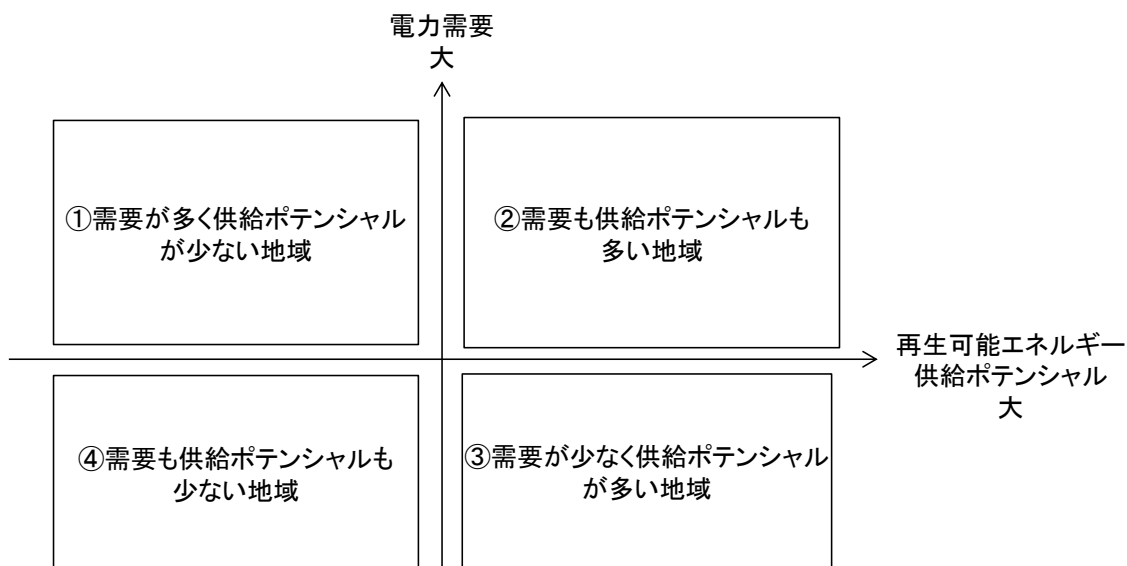 電力需要
大
①需要が多く供給ポテンシャル
が少ない地域
②需要も供給ポテンシャルも
多い地域
再生可能エネルギー
供給ポテンシャル
大
④需要も供給ポテンシャルも
少ない地域
③需要が少なく供給ポテンシャル
が多い地域